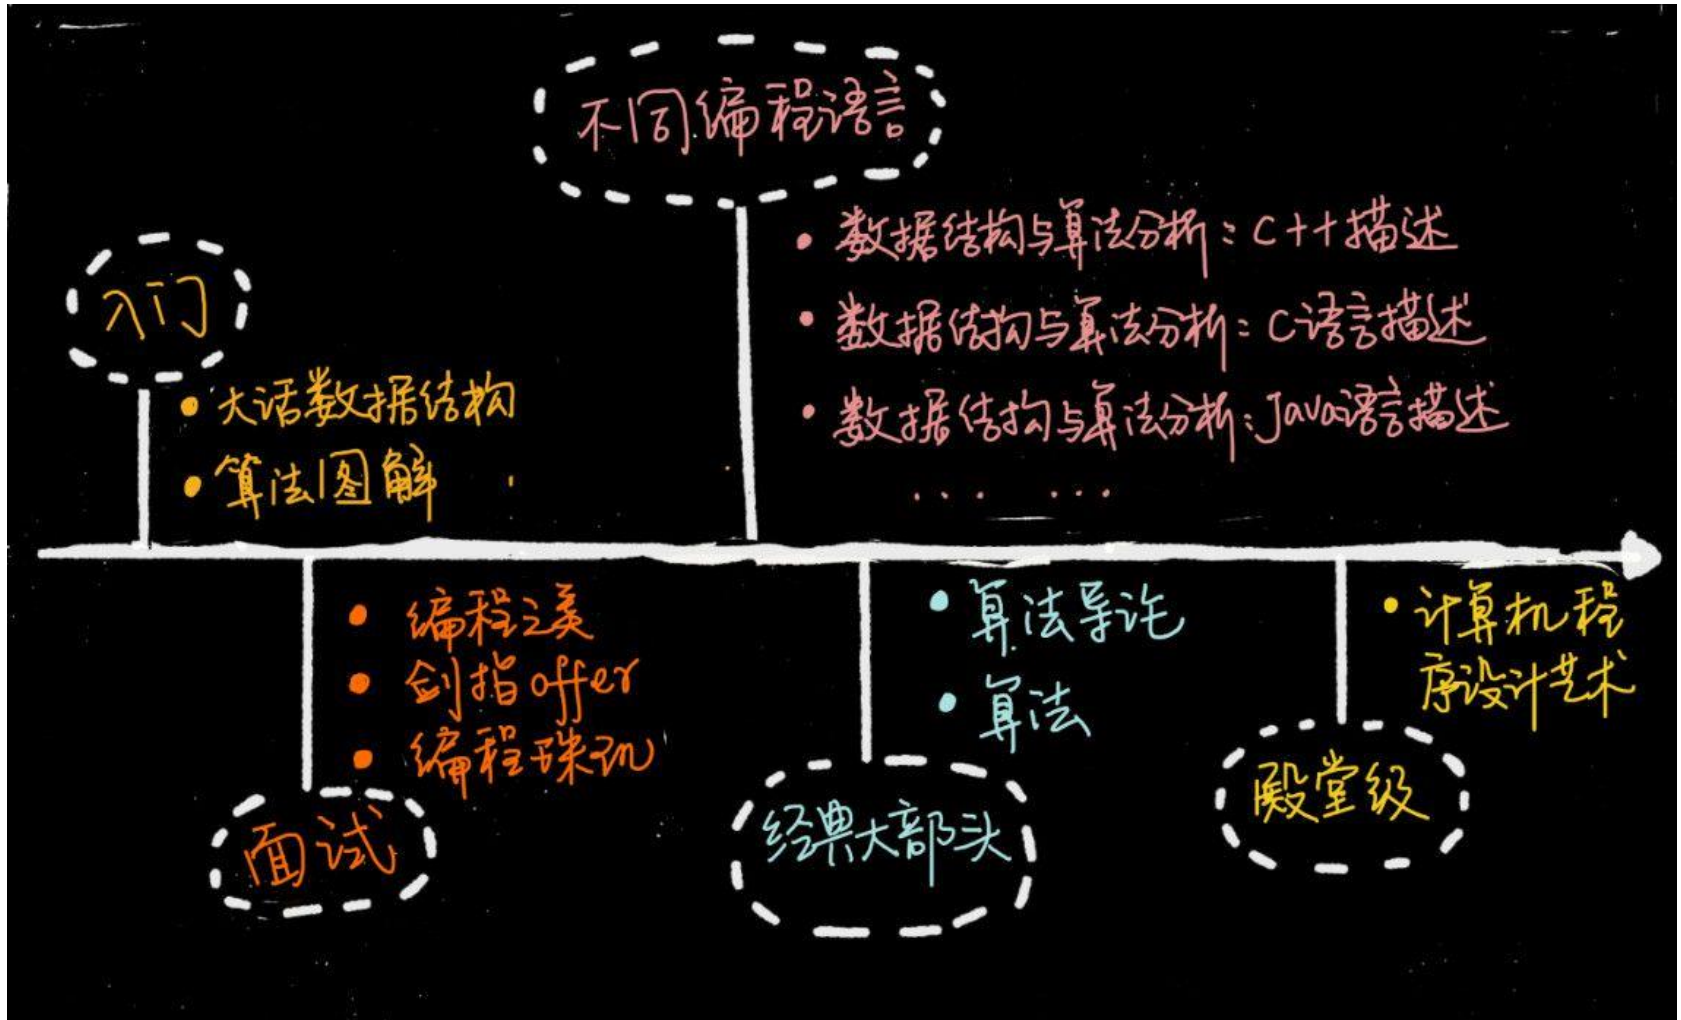 不同编程语言
数据结构与算法分析：C++描述
数据结构与算法分析：C语言描述
数据结构与算法分析：Java语言描述
... ...
入门
大话数据结构
算法图解
编程之美
剑指offer
编程珠玑
面试
算法导论
算法
经典大部头
计算机程
序设计艺术
殿堂级